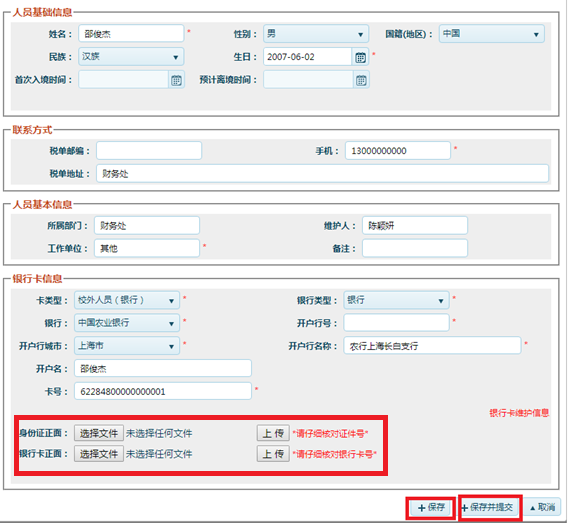 人员基础信息
姓名： 邵俊杰 * 性别： 男 国籍(地区)： 中国
民族： 汉族 生日： 2007-06-02 *
首次入境时间： 预计离境时间：
联系方式
税单邮编： 手机： 13000000000 *
税单地址： 财务处
人员基本信息
所属部门： 财务处 维护人： 陈颖妍
工作单位： 其他 * 备注：
银行卡信息
卡类型： 校外人员（银行） * 银行类型： 银行 *
银行： 中国农业银行 * 开户行号： *
开户行城市： 上海市 * 开户行名称： 农行上海长白支行 *
开户名： 邵俊杰
卡号： 62284800000000001 *
银行卡维护信息
身份证正面： 选择文件 未选择任何文件 上 传 *请仔细核对证件号*
银行卡正面： 选择文件 未选择任何文件 上 传 *请仔细核对银行卡号*
+保存 +保存并提交 ▲取消